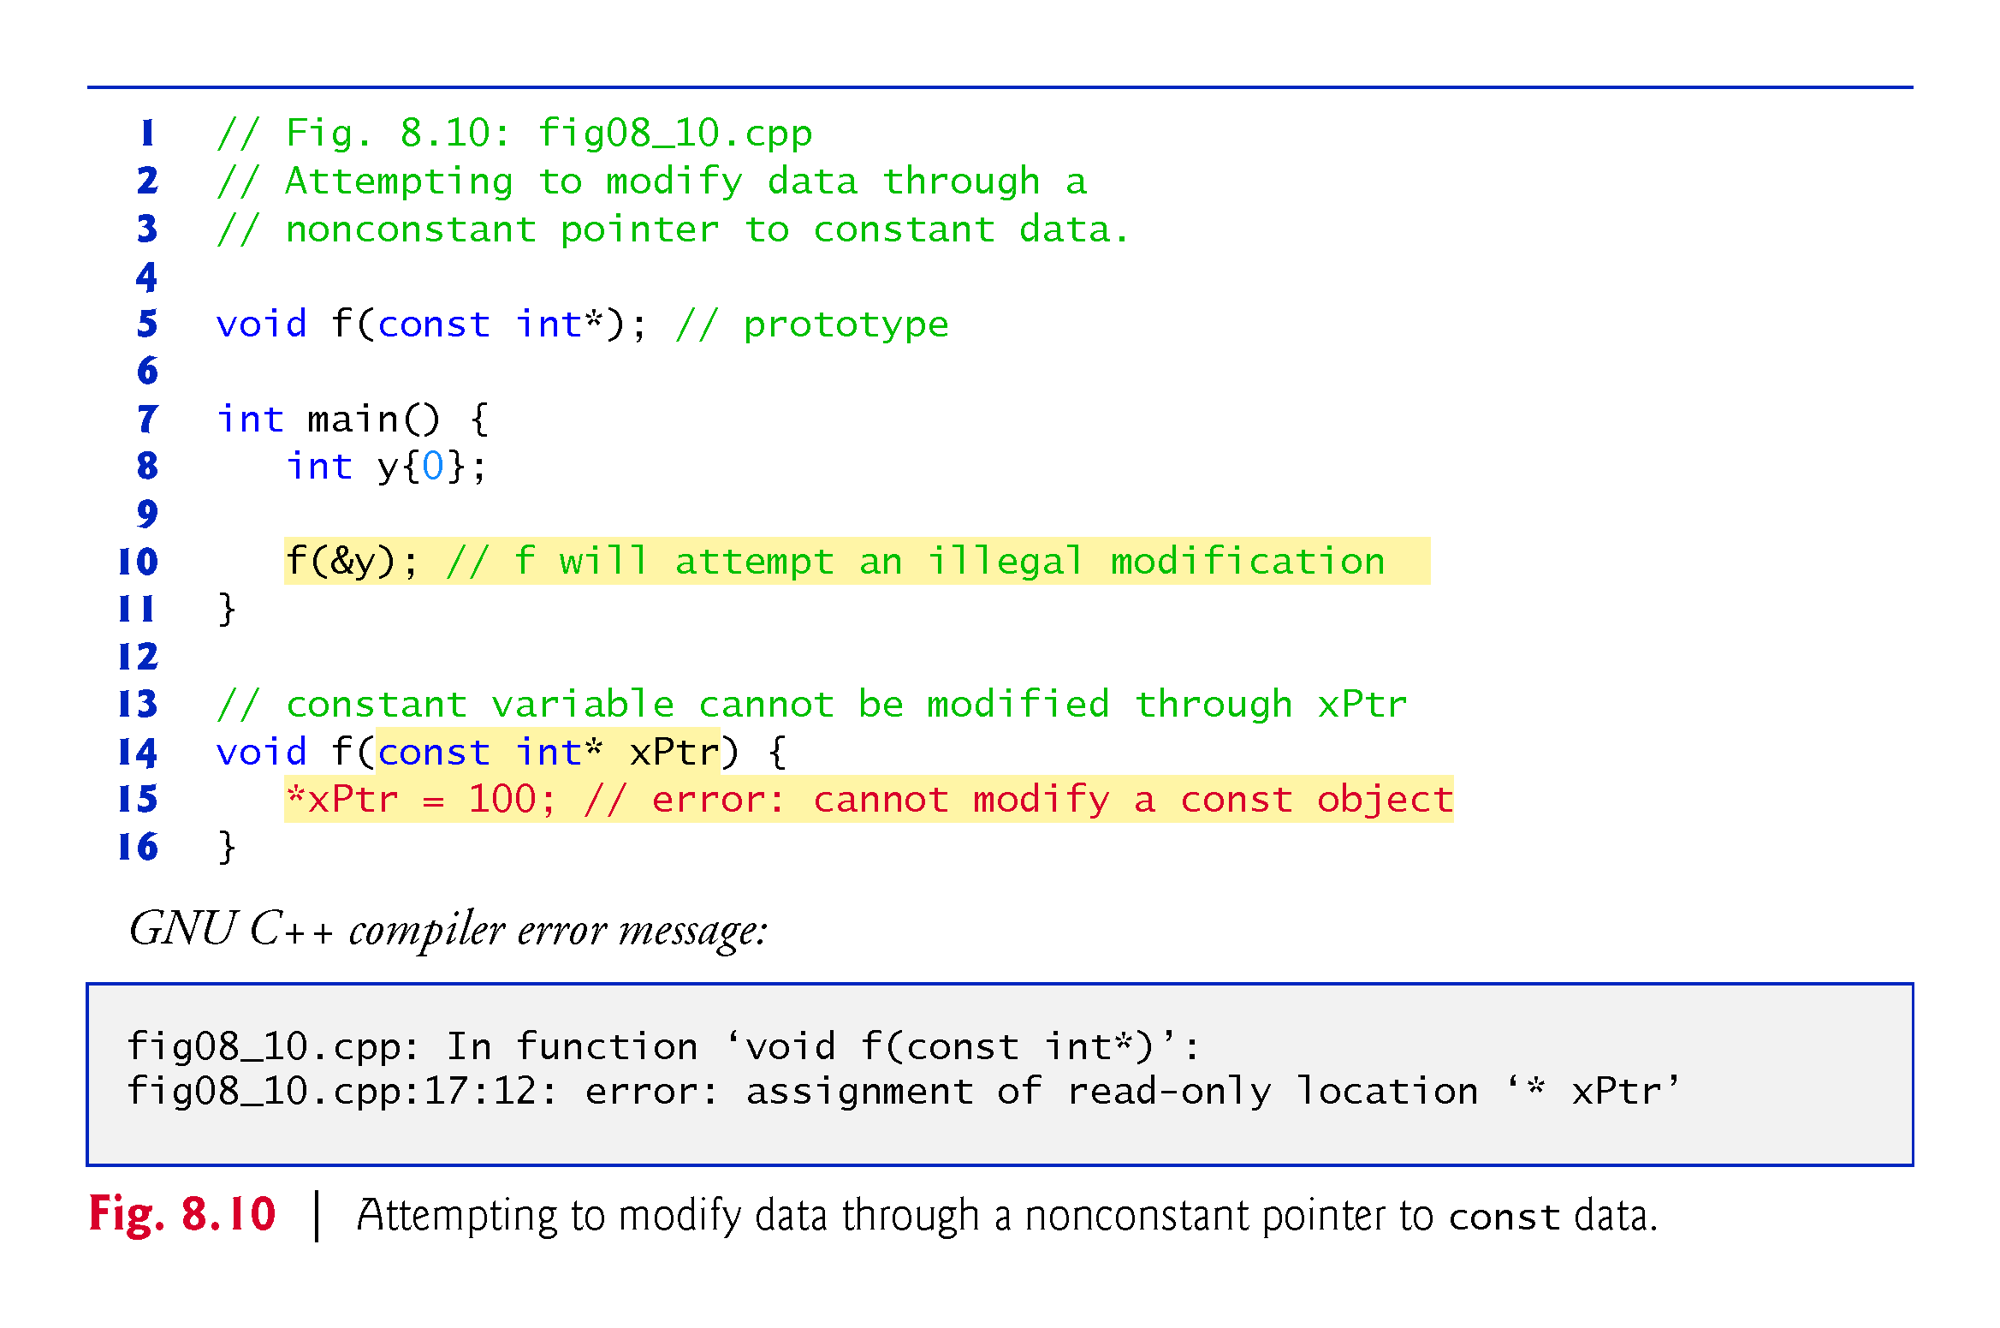 1 // Fig. 8.10: fig08_10.cpp
2 // Attempting to modify data through a
3 // nonconstant pointer to constant data.
4
5 void f(const int*); // prototype
6
7 int main() {
8    int y{0};
9
10    f(&y); // f will attempt an illegal modification
11 }
12
13 // constant variable cannot be modified through xPtr
14 void f(const int* xPtr) {
15    *xPtr = 100; // error: cannot modify a const object
16 }
GNU C++ compiler error message:
fig08_10.cpp: In function ‘void f(const int*)’:
fig08_10.cpp:17:12: error: assignment of read-only location ‘* xPtr’
Fig. 8.10 | Attempting to modify data through a nonconstant pointer to const data.